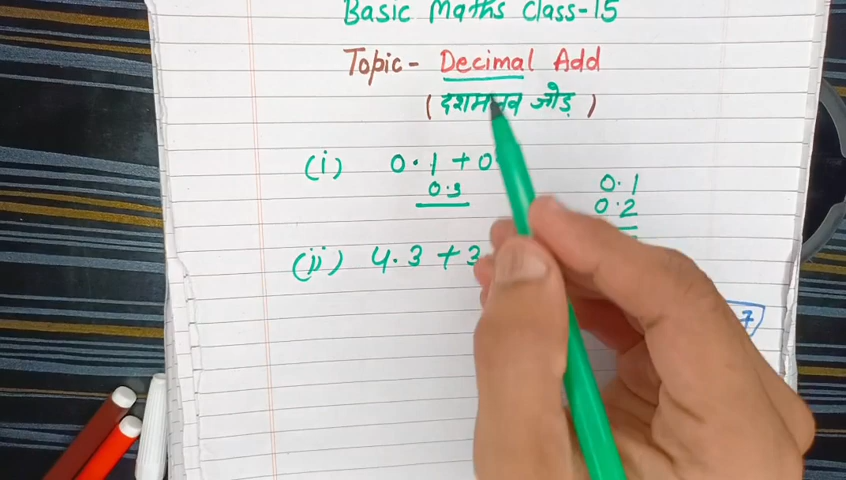 Basic Maths Class-15
Topic - Decimal Add
(दशमलव जोड़)
(i) 0.1 + 0
0.3
0.1
0.2
(ii) 4.3 + 3
7